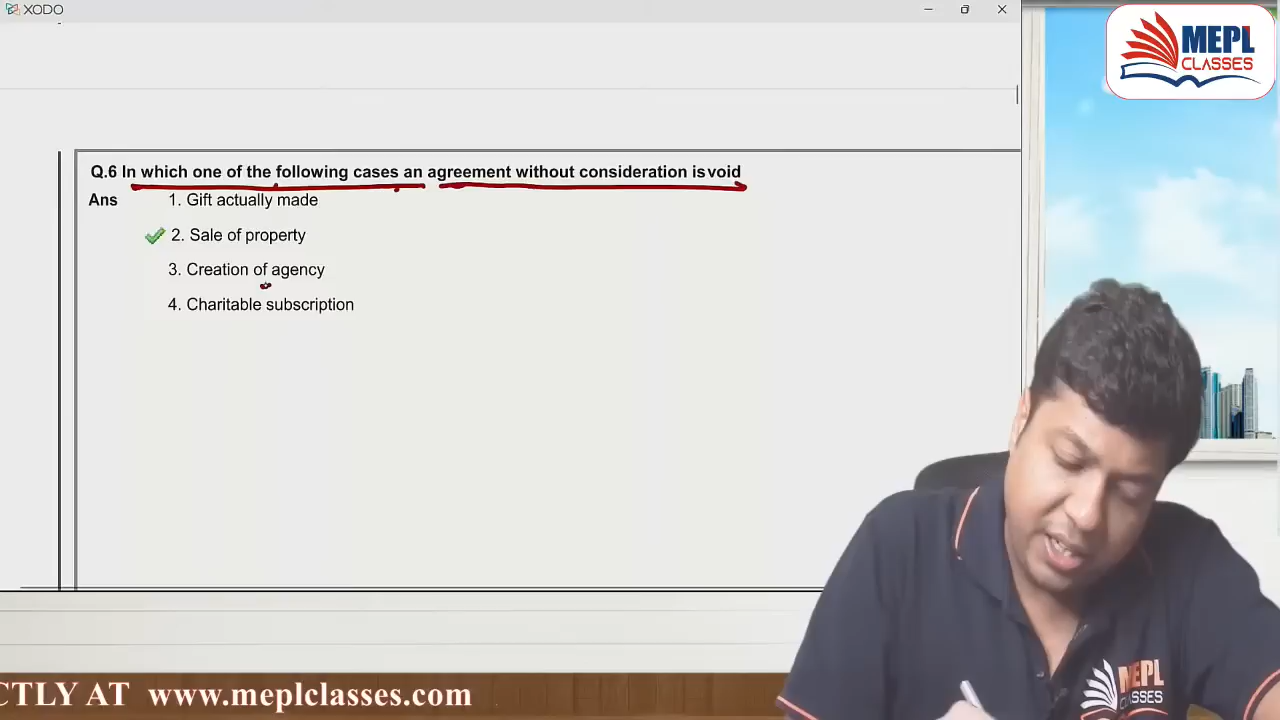 XODO
MEPL
CLASSES
Q.6 In which one of the following cases an agreement without consideration is void
Ans 1. Gift actually made
2. Sale of property
3. Creation of agency
4. Charitable subscription
MEPL
CLASSES
CTLY AT www.meplclasses.com